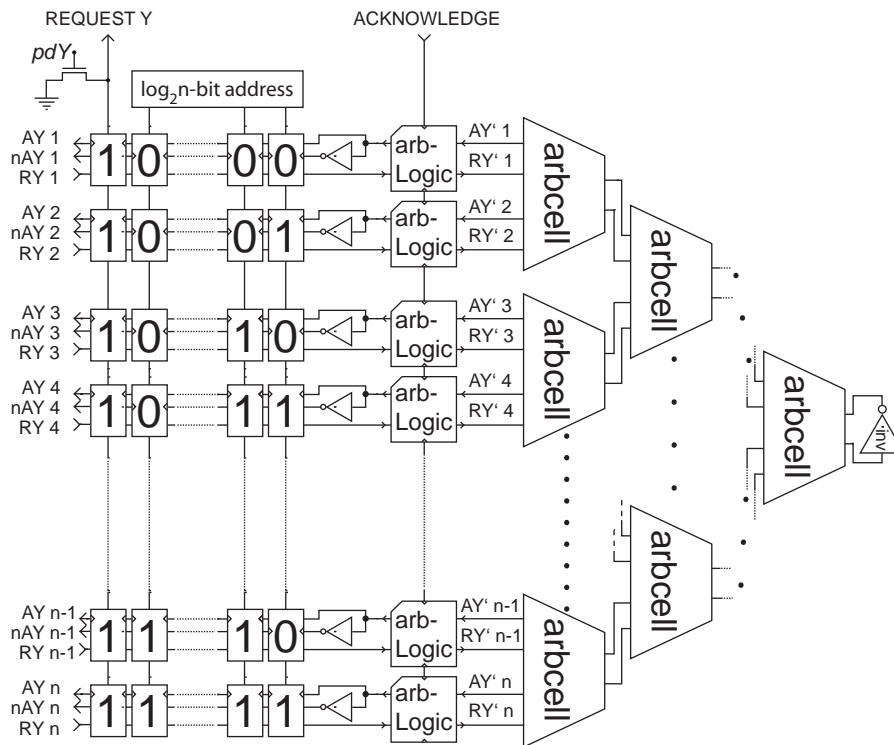 REQUEST Y ACKNOWLEDGE
pdY
log2n-bit address
AY 1 1 0 0 0 arb-Logic AY' 1
nAY 1
RY 1 RY' 1
AY 2 1 0 0 1 arb-Logic AY' 2
nAY 2
RY 2 RY' 2
arbcell
arbcell
AY 3 1 0 1 0 arb-Logic AY' 3
nAY 3
RY 3 RY' 3
AY 4 1 0 1 1 arb-Logic AY' 4
nAY 4
RY 4 RY' 4
arbcell
arbcell
inv
AY n-1 1 1 1 0 arb-Logic AY' n-1
nAY n-1
RY n-1 RY' n-1
AY n 1 1 1 1 arb-Logic AY' n
nAY n
RY n RY' n
arbcell
arbcell